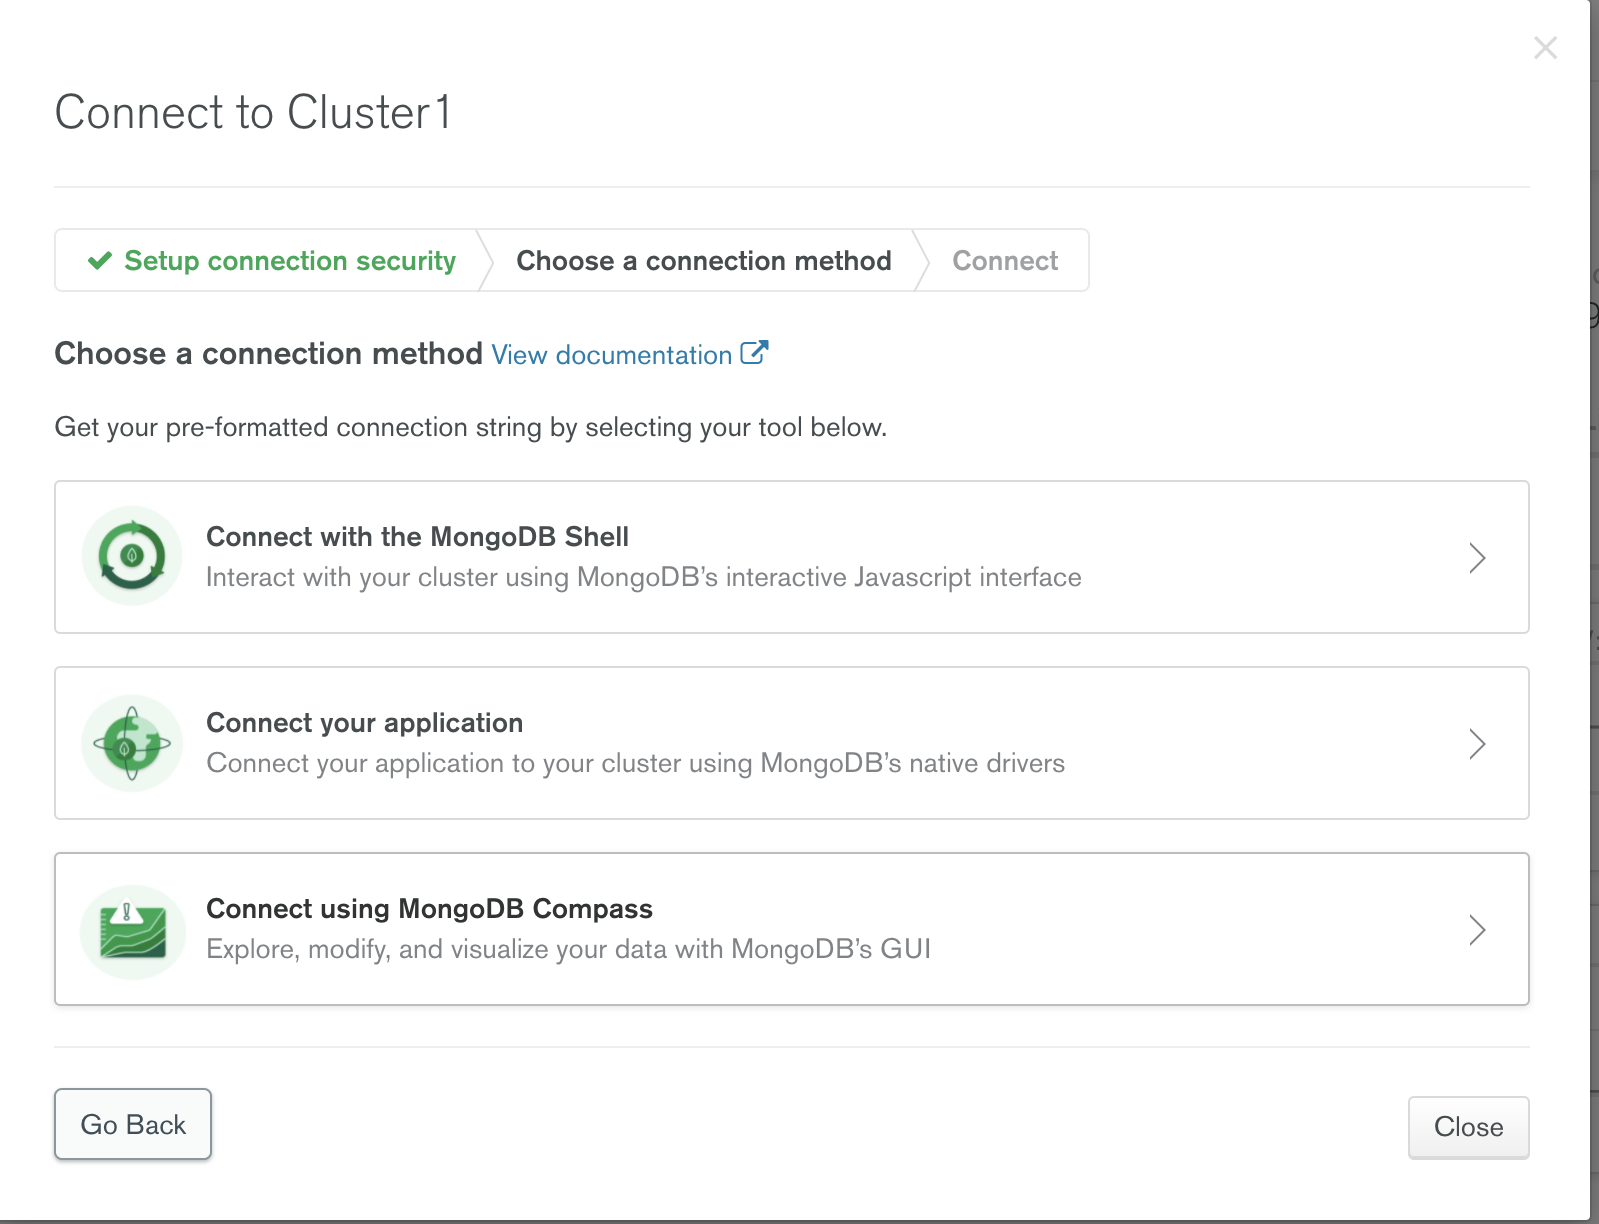 Connect to Cluster1
Setup connection security
Choose a connection method
Connect
Choose a connection method View documentation
Get your pre-formatted connection string by selecting your tool below.
Connect with the MongoDB Shell
Interact with your cluster using MongoDB’s interactive Javascript interface
Connect your application
Connect your application to your cluster using MongoDB’s native drivers
Connect using MongoDB Compass
Explore, modify, and visualize your data with MongoDB’s GUI
Go Back
Close